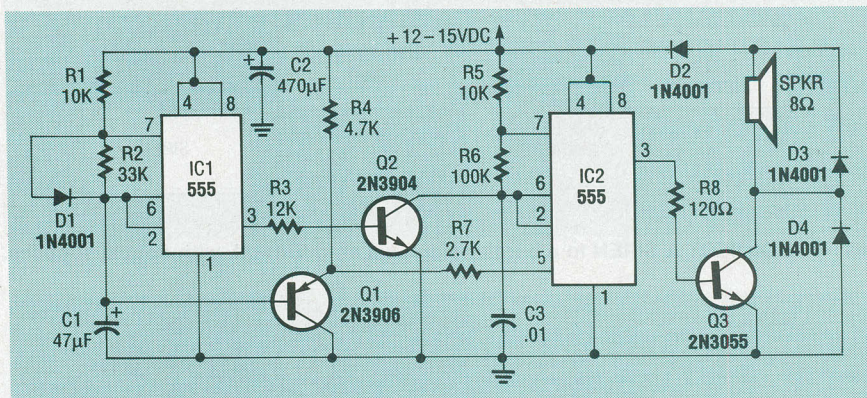 +12–15VDC
R1
10K
4
8
7
R2
33K
IC1
555
6
2
3
1
D1
1N4001
C1
47µF
+
+
C2
470µF
R4
4.7K
R3
12K
Q2
2N3904
Q1
2N3906
R7
2.7K
R5
10K
R6
100K
C3
.01
4
8
7
6
2
5
IC2
555
3
1
D2
1N4001
SPKR
8Ω
D3
1N4001
R8
120Ω
D4
1N4001
Q3
2N3055